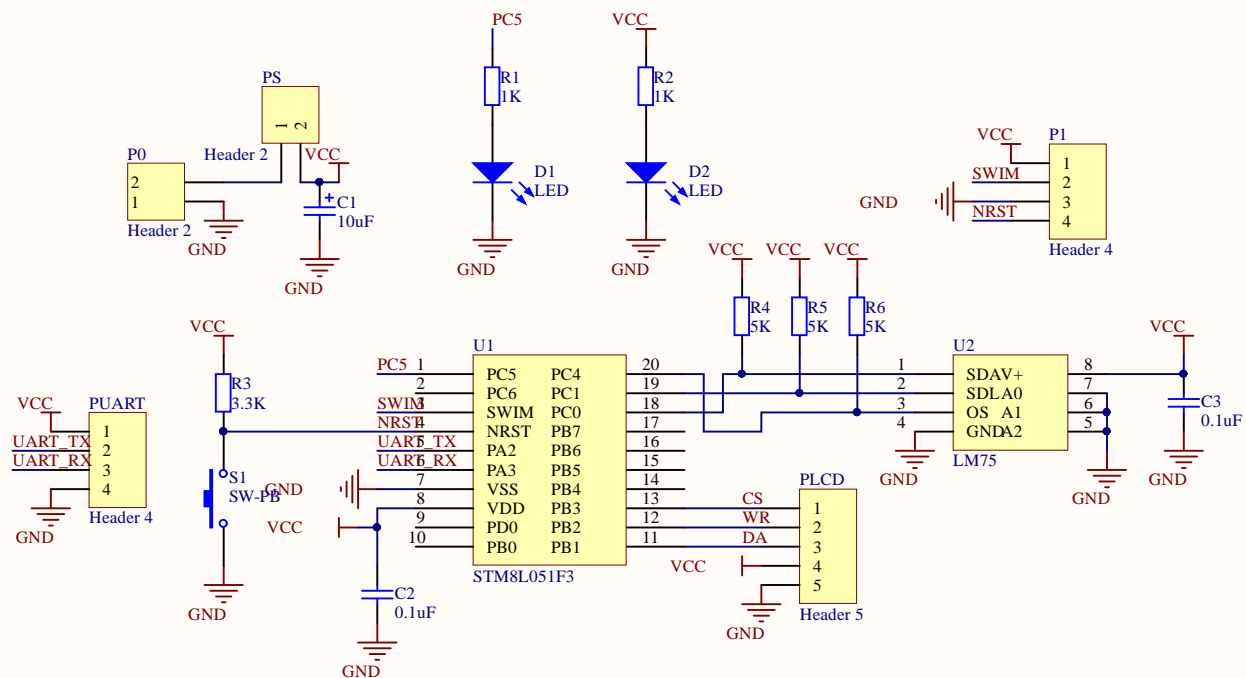 PC5
VCC
R1
1K
R2
1K
D1
LED
D2
LED
GND
GND
PS
1
2
Header 2
VCC
P0
2
1
Header 2
GND
C1
10uF
GND
P1
VCC
1
SWIM
2
GND
3
NRST
4
Header 4
VCC
VCC
VCC
R4
5K
R5
5K
R6
5K
VCC
R3
3.3K
S1
SW-PB
GND
PUART
VCC
1
UART_TX
2
UART_RX
3
4
GND
Header 4
U1
PC5 1 PC5 PC4 20
2 PC6 PC1 19
SWIM 3 SWIM PC0 18
NRST 4 NRST PB7 17
UART_TX 5 PA2 PB6 16
UART_RX 6 PA3 PB5 15
GND 7 VSS PB4 14
8 VDD PB3 13
VCC 9 PD0 PB2 12
10 PB0 PB1 11
STM8L051F3
C2
0.1uF
GND
PLCD
CS 1
WR 2
DA 3
VCC 4
5
GND
Header 5
U2
1 SDA V+ 8
2 SDL A0 7
3 OS A1 6
4 GND A2 5
LM75
GND
VCC
C3
0.1uF
GND
GND